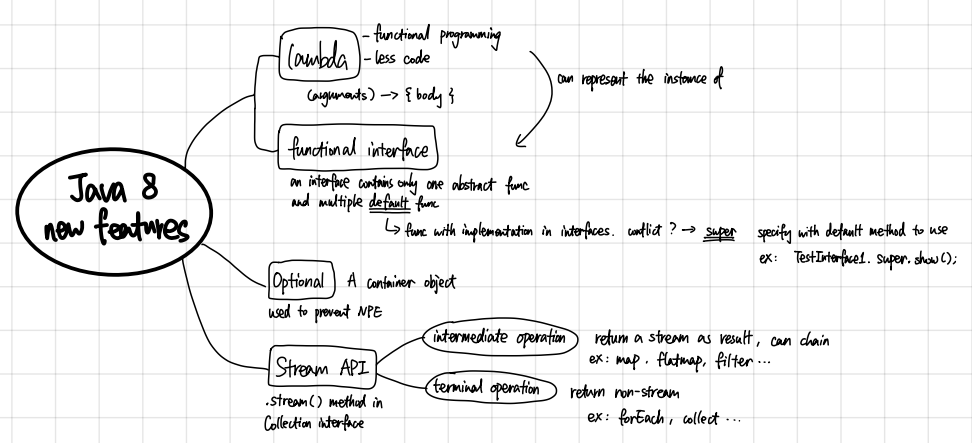 Java 8
new features
Lambda
- functional programming
- less code
(arguments) → { body }
can represent the instance of
functional interface
an interface contains only one abstract func
and multiple default func
↳ func with implementation in interfaces. conflict ? → super specify with default method to use
ex: TestInterface1. super. show();
Optional A container object
used to prevent NPE
Stream API
.stream() method in
Collection interface
intermediate operation return a stream as result, can chain
ex: map, flatmap, filter ...
terminal operation return non-stream
ex: forEach, collect ...